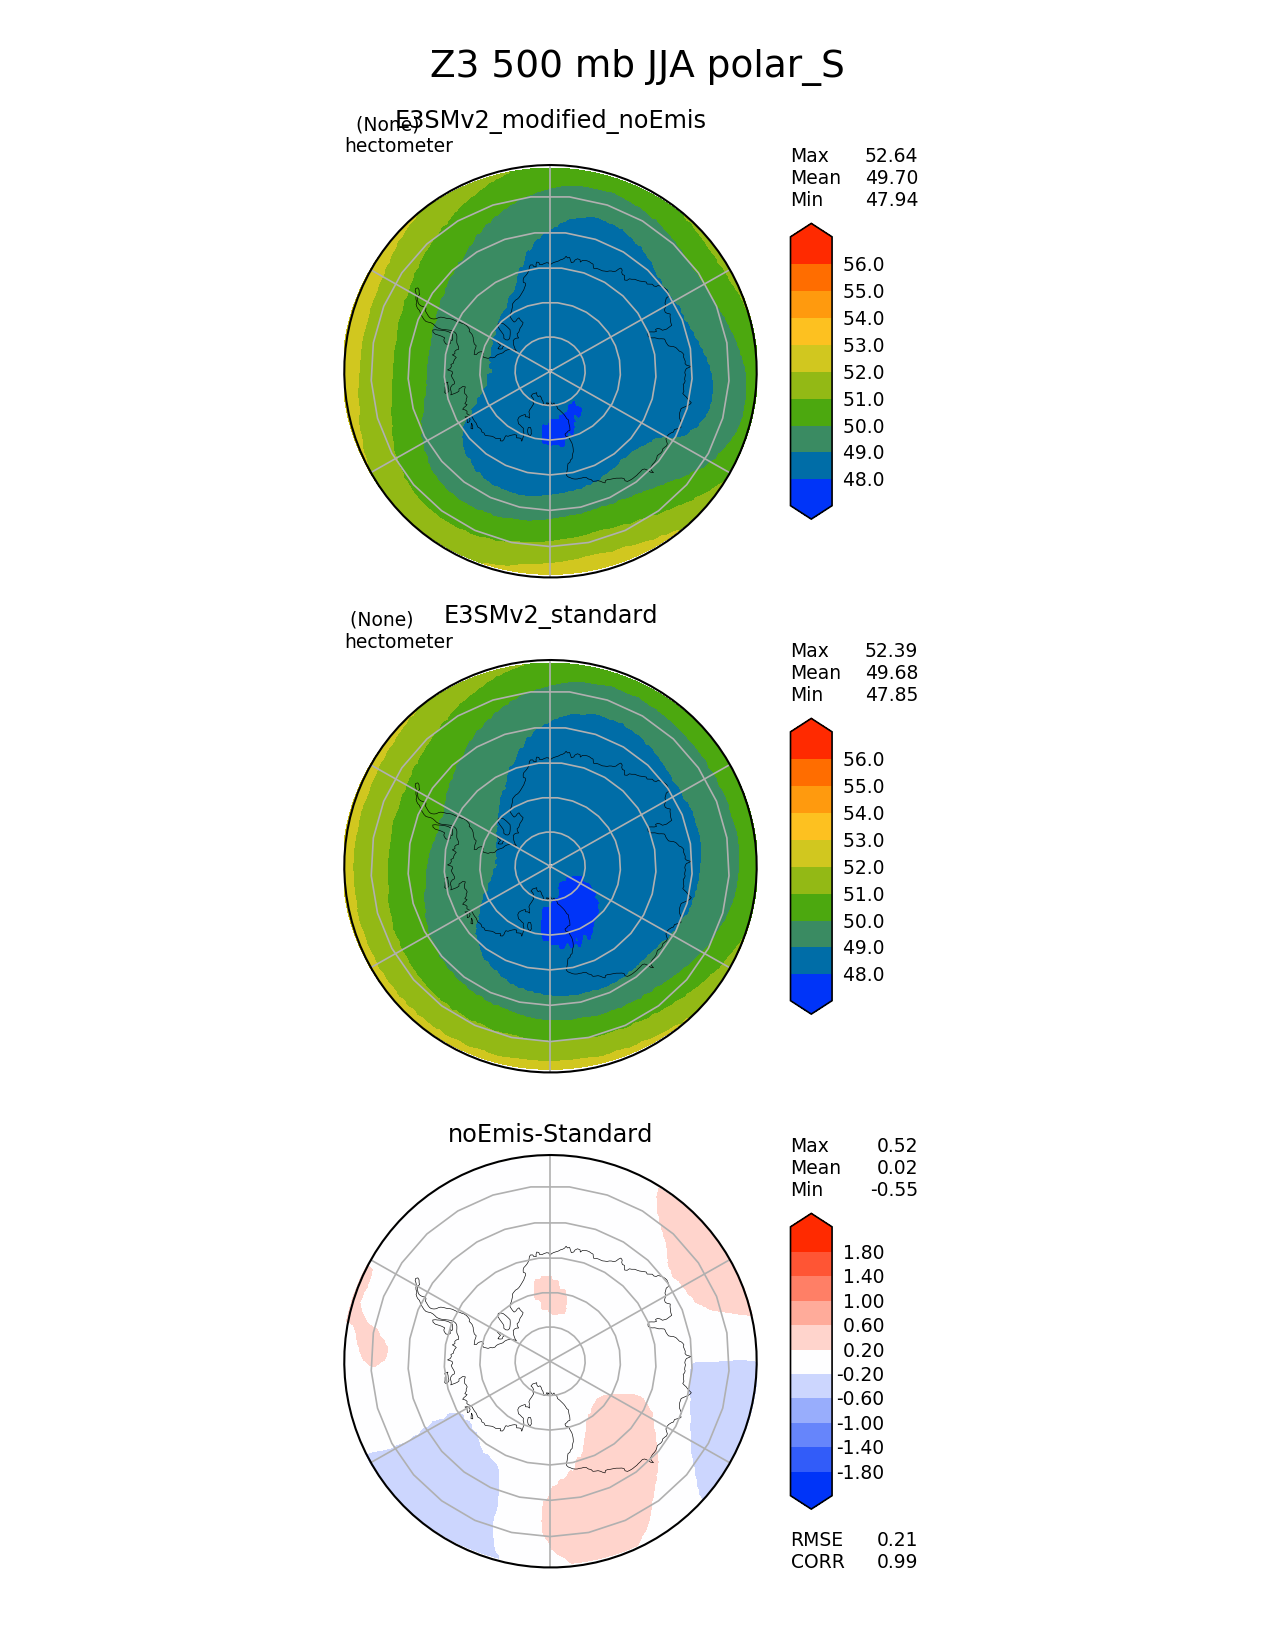 Z3 500 mb JJA polar_S
E3SMv2_modified_noEmis
(None)
hectometer
Max 52.64
Mean 49.70
Min 47.94
56.0
55.0
54.0
53.0
52.0
51.0
50.0
49.0
48.0
E3SMv2_standard
(None)
hectometer
Max 52.39
Mean 49.68
Min 47.85
56.0
55.0
54.0
53.0
52.0
51.0
50.0
49.0
48.0
noEmis-Standard
Max 0.52
Mean 0.02
Min -0.55
1.80
1.40
1.00
0.60
0.20
-0.20
-0.60
-1.00
-1.40
-1.80
RMSE 0.21
CORR 0.99